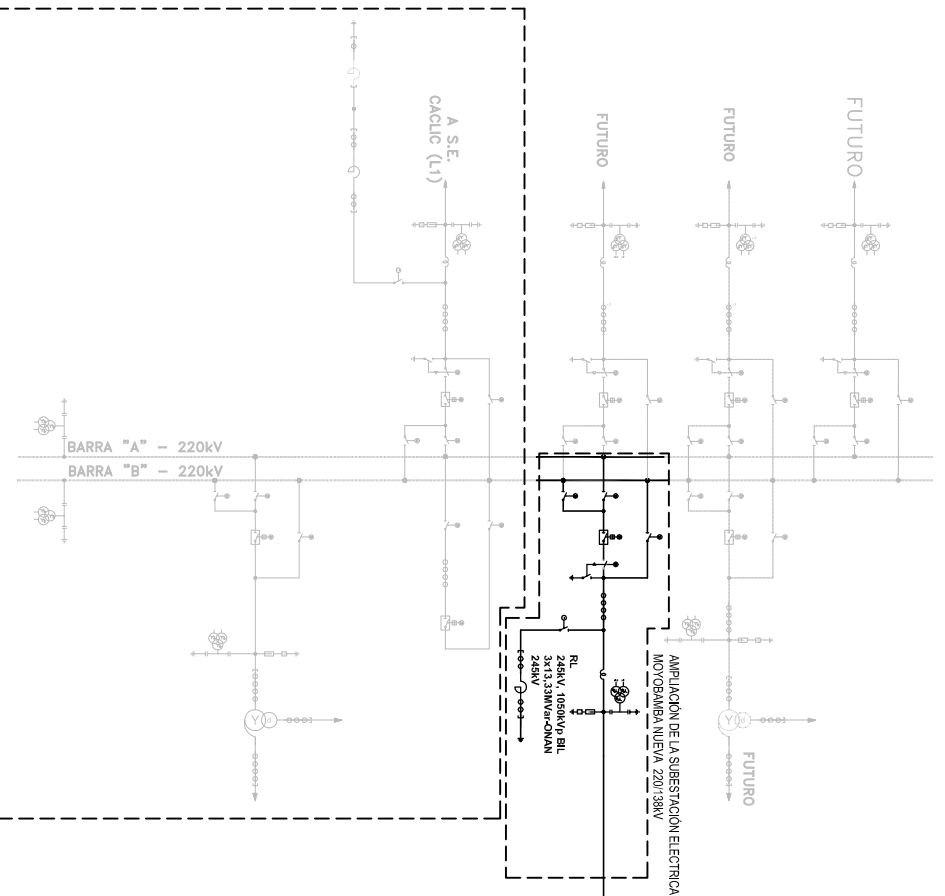 A S.E.
CACLIC (L1)
FUTURO
FUTURO
FUTURO
BARRA "A" - 220kV
BARRA "B" - 220kV
RL
245kV, 1050kVp BIL
3x13,33MVar-ONAN
245kV
AMPLIACIÓN DE LA SUBESTACIÓN ELECTRICA
MOYOBAMBA NUEVA 220/138kV
Y
d
Y
d
FUTURO